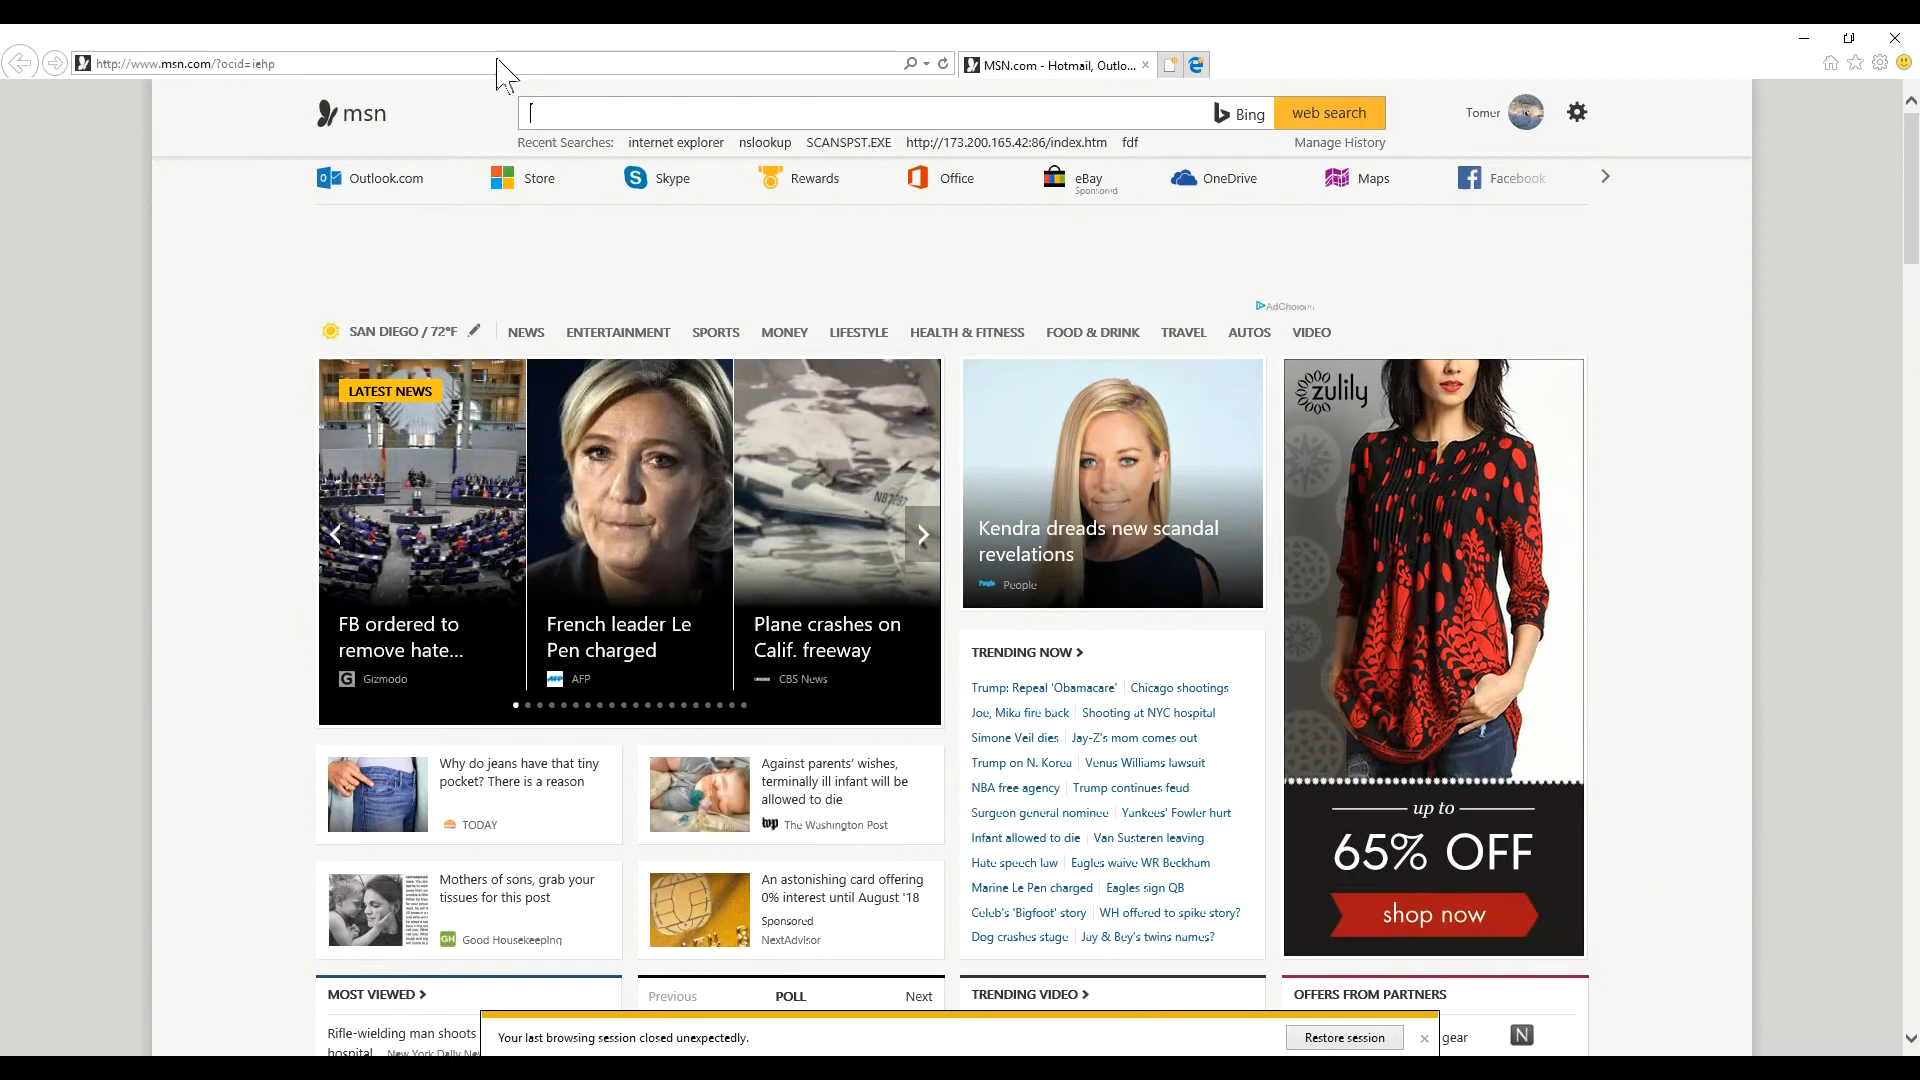 http://www.msn.com/?ocid=iehp
MSN.com - Hotmail, Outlo...
msn
Bing
web search
Tomer
Recent Searches: internet explorer nslookup SCANSPST.EXE http://173.200.165.42:86/index.htm fdf
Manage History
Outlook.com
Store
Skype
Rewards
Office
eBay
Sponsored
OneDrive
Maps
Facebook
SAN DIEGO / 72°F
NEWS ENTERTAINMENT SPORTS MONEY LIFESTYLE HEALTH & FITNESS FOOD & DRINK TRAVEL AUTOS VIDEO
LATEST NEWS
N87297
FB ordered to
remove hate...
Gizmodo
French leader Le
Pen charged
AFP
Plane crashes on
Calif. freeway
CBS News
Kendra dreads new scandal
revelations
People
zulily
up to
65% OFF
shop now
TRENDING NOW
Trump: Repeal 'Obamacare' Chicago shootings
Joe, Mika fire back Shooting at NYC hospital
Simone Veil dies Jay-Z's mom comes out
Trump on N. Korea Venus Williams lawsuit
NBA free agency Trump continues feud
Surgeon general nominee Yankees' Fowler hurt
Infant allowed to die Van Susteren leaving
Hate speech law Eagles waive WR Beckham
Marine Le Pen charged Eagles sign QB
Celeb's 'Bigfoot' story WH offered to spike story?
Dog crashes stage Jay & Bey's twins names?
Why do jeans have that tiny
pocket? There is a reason
TODAY
Against parents' wishes,
terminally ill infant will be
allowed to die
wp The Washington Post
Mothers of sons, grab your
tissues for this post
GH Good Housekeeping
An astonishing card offering
0% interest until August '18
Sponsored
NextAdvisor
MOST VIEWED
Rifle-wielding man shoots
hospital New York Daily Ne
Previous POLL Next
TRENDING VIDEO
OFFERS FROM PARTNERS
gear
N
Your last browsing session closed unexpectedly.
Restore session